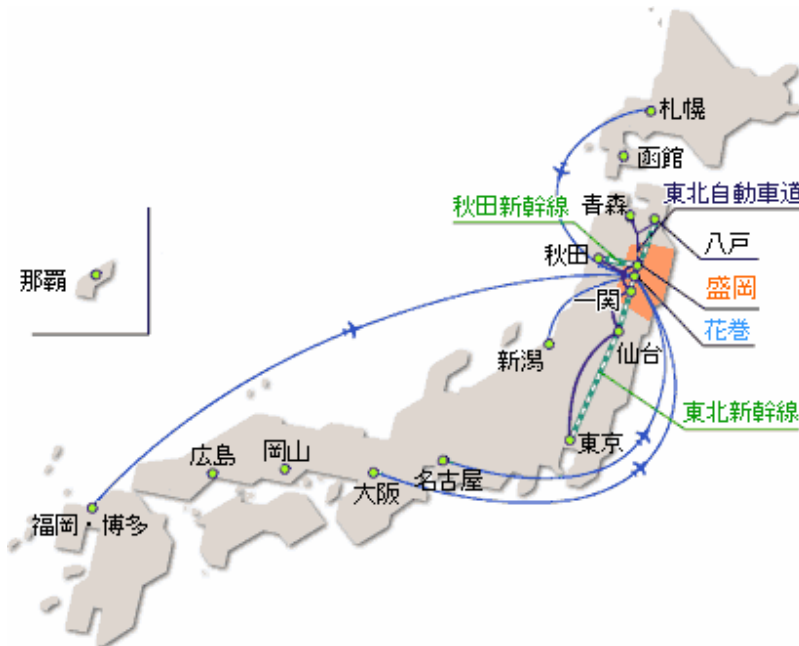 札幌
函館
東北自動車道
秋田新幹線
青森
八戸
秋田
那覇
盛岡
一関
花巻
新潟
仙台
東北新幹線
東京
岡山
広島
名古屋
大阪
福岡・博多